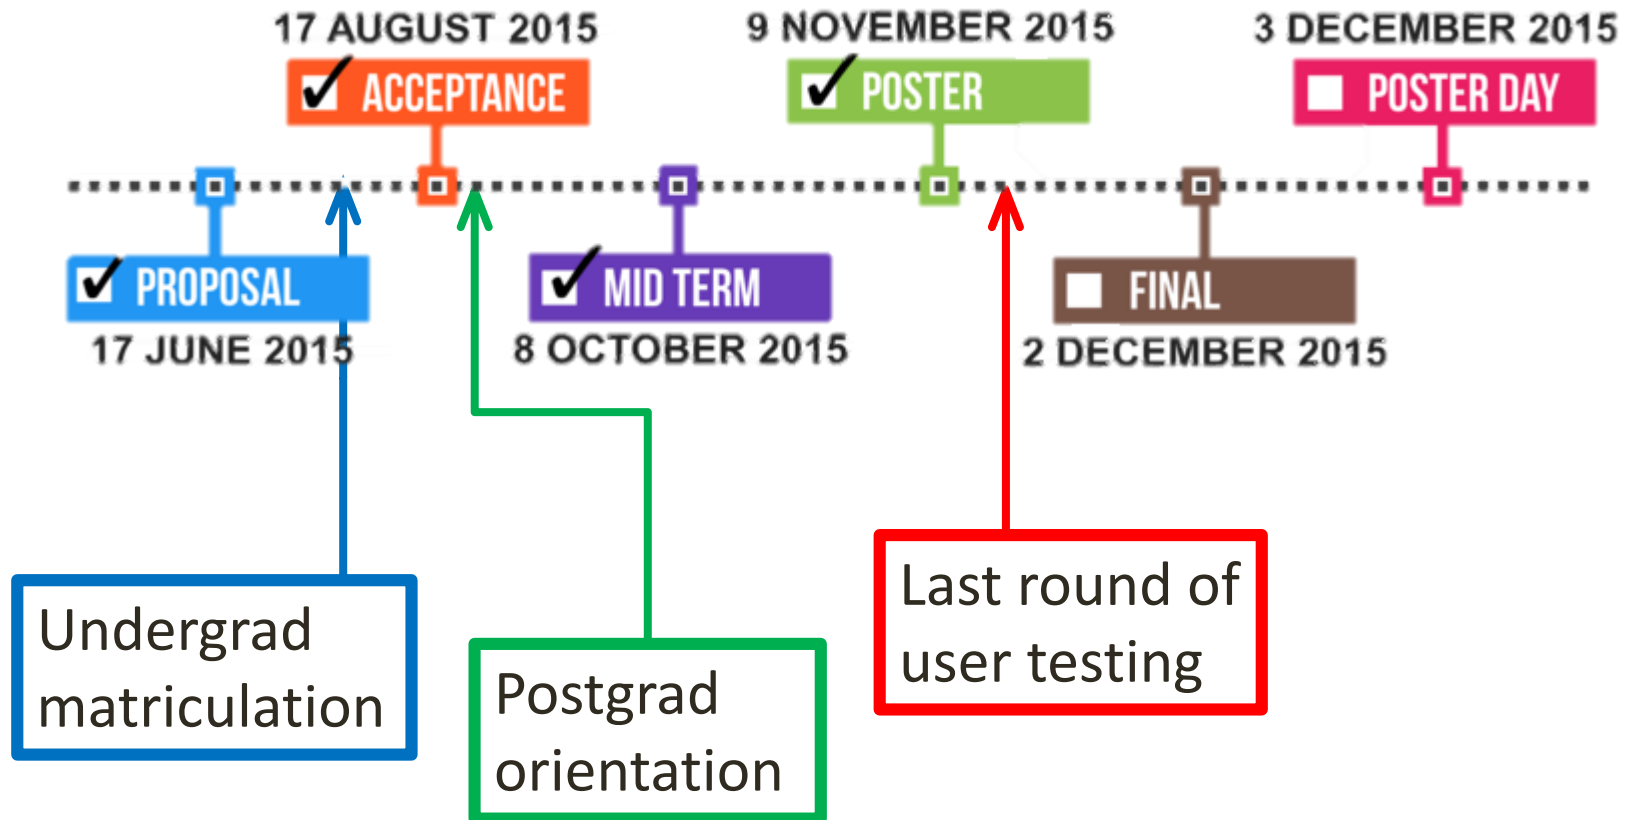 17 AUGUST 2015
ACCEPTANCE
9 NOVEMBER 2015
POSTER
3 DECEMBER 2015
POSTER DAY
PROPOSAL
17 JUNE 2015
MID TERM
8 OCTOBER 2015
FINAL
2 DECEMBER 2015
Undergrad
matriculation
Postgrad
orientation
Last round of
user testing